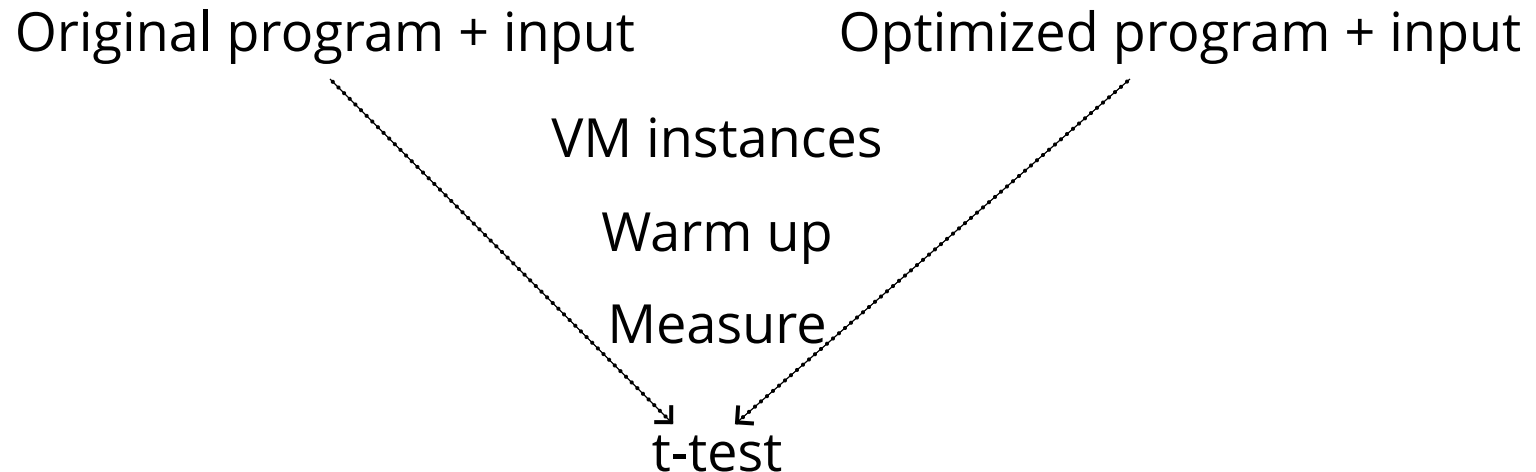 Original program + input
Optimized program + input
VM instances
Warm up
Measure
t-test